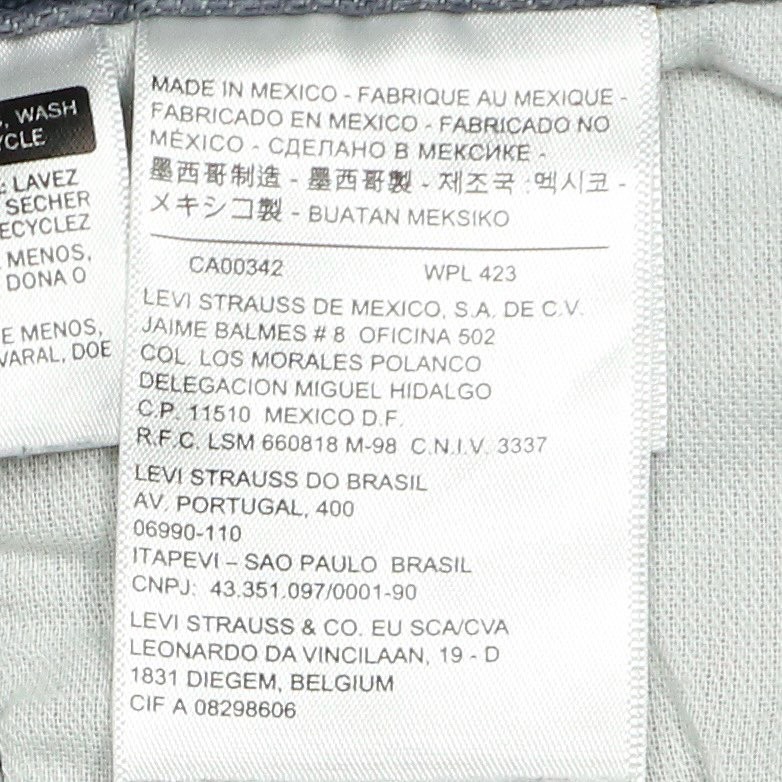 , WASH
YCLE
: LAVEZ
SECHER
ECYCLEZ
MENOS,
DONA O
E MENOS,
VARAL, DOE
MADE IN MEXICO - FABRIQUE AU MEXIQUE -
FABRICADO EN MEXICO - FABRICADO NO
MÉXICO - СДЕЛАНО В МЕКСИКЕ -
墨西哥制造 - 墨西哥製 - 제조국 : 멕시코 -
メキシコ製 - BUATAN MEKSIKO
CA00342 WPL 423
LEVI STRAUSS DE MEXICO, S.A. DE C.V.
JAIME BALMES # 8 OFICINA 502
COL. LOS MORALES POLANCO
DELEGACION MIGUEL HIDALGO
C.P. 11510 MEXICO D.F.
R.F.C. LSM 660818 M-98 C.N.I.V. 3337
LEVI STRAUSS DO BRASIL
AV. PORTUGAL, 400
06990-110
ITAPEVI – SAO PAULO BRASIL
CNPJ: 43.351.097/0001-90
LEVI STRAUSS & CO. EU SCA/CVA
LEONARDO DA VINCILAAN, 19 - D
1831 DIEGEM, BELGIUM
CIF A 08298606